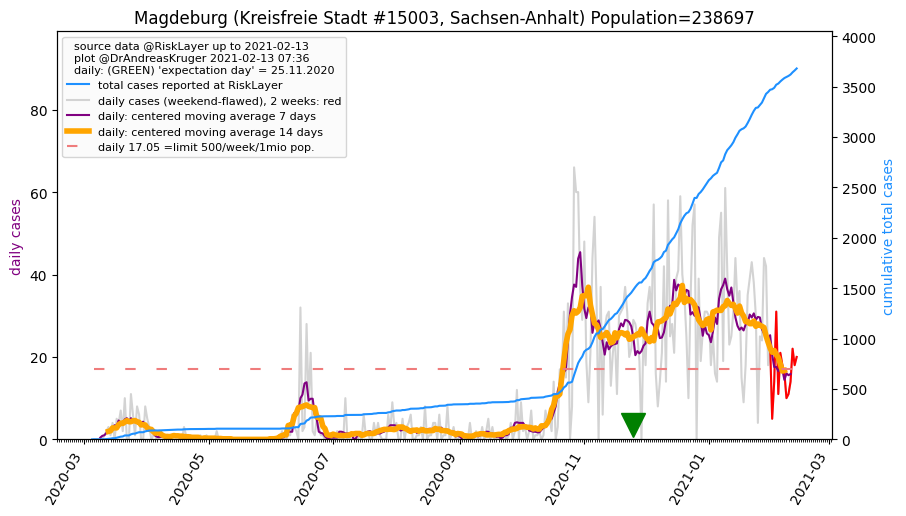 Magdeburg (Kreisfreie Stadt #15003, Sachsen-Anhalt) Population=238697
source data @RiskLayer up to 2021-02-13
plot @DrAndreasKruger 2021-02-13 07:36
daily: (GREEN) 'expectation day' = 25.11.2020
total cases reported at RiskLayer
daily cases (weekend-flawed), 2 weeks: red
daily: centered moving average 7 days
daily: centered moving average 14 days
daily 17.05 =limit 500/week/1mio pop.
daily cases
80
60
40
20
0
cumulative total cases
4000
3500
3000
2500
2000
1500
1000
500
0
2020-03
2020-05
2020-07
2020-09
2020-11
2021-01
2021-03